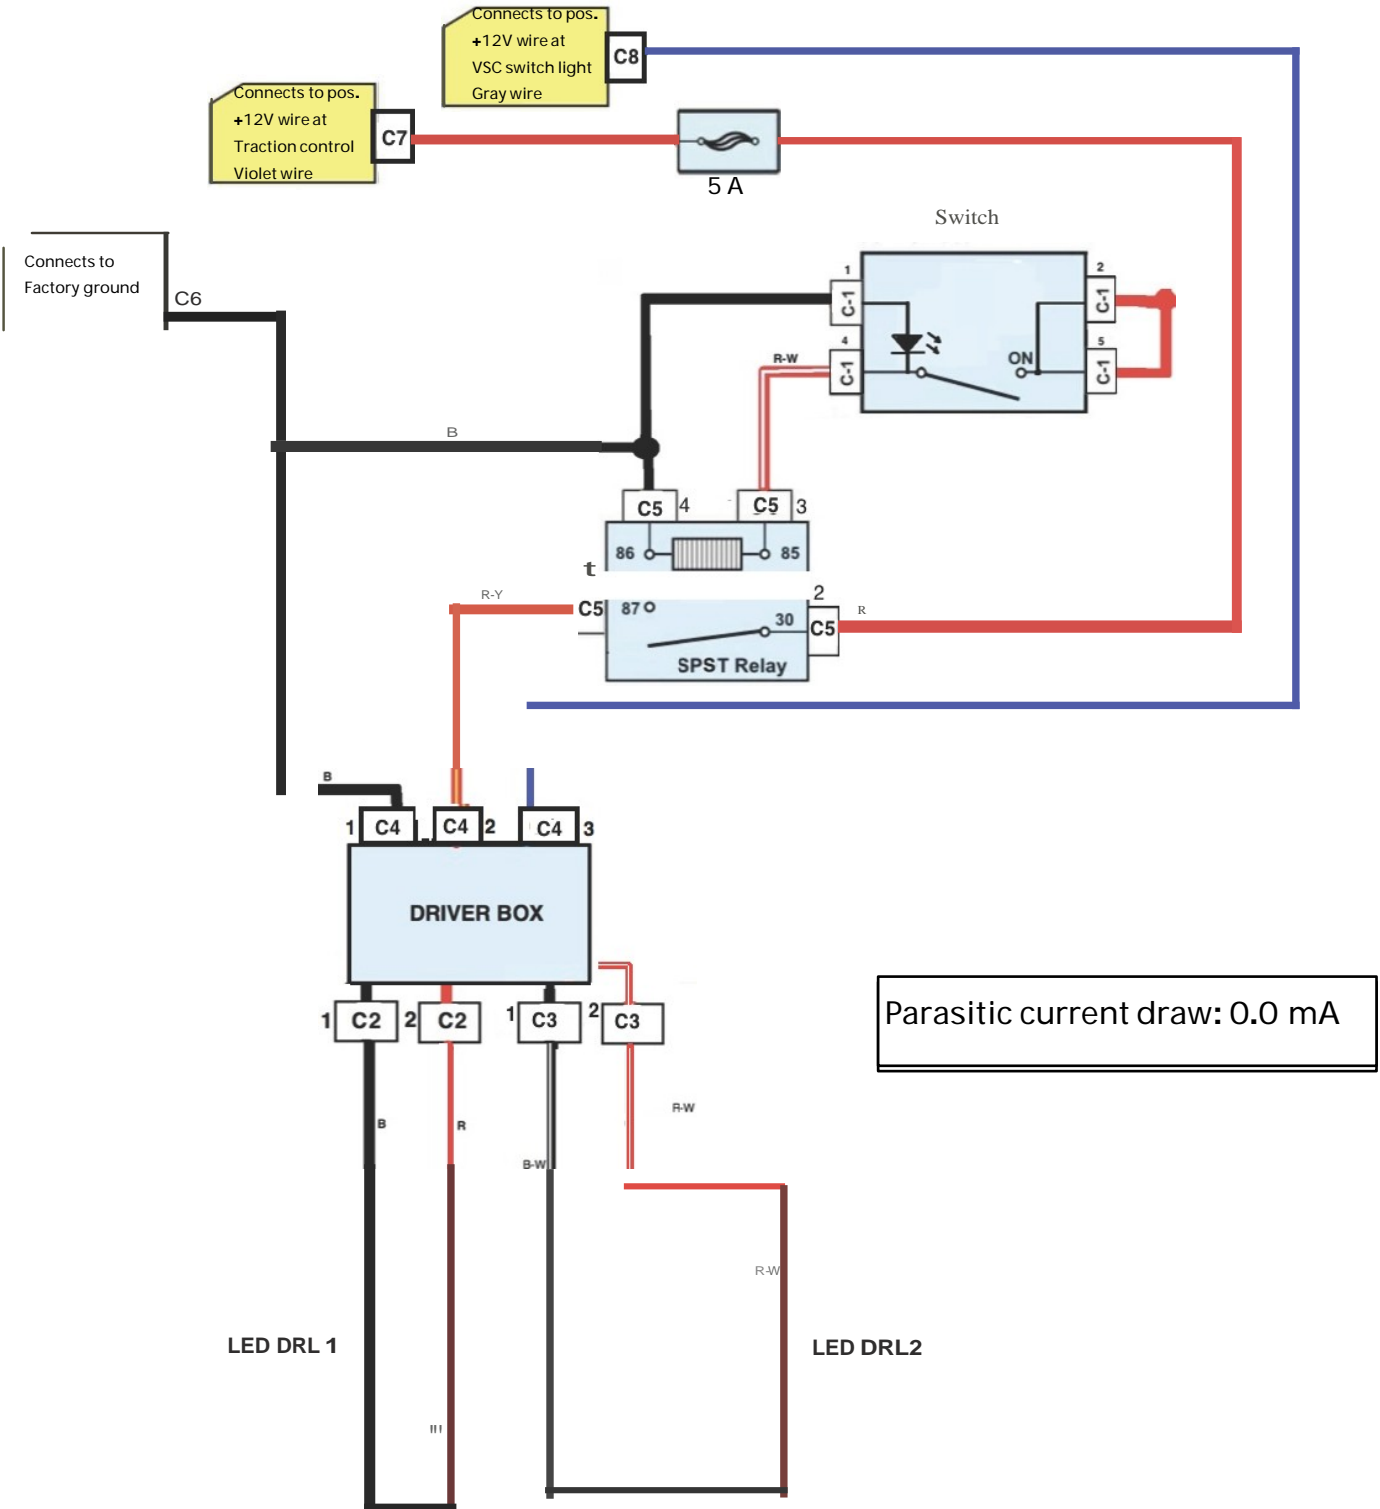 Connects to pos.
+12V wire at
VSC switch light
Gray wire
C8
Connects to pos.
+12V wire at
Traction control
Violet wire
C7
5 A
Switch
Connects to
Factory ground
C6
1
C-1
2
C-1
4
C-1
ON
5
C-1
R-W
B
C5 4
C5 3
86
85
t
R-Y
C5
87
30
2
C5
R
SPST Relay
B
1 C4
C4 2
C4 3
DRIVER BOX
1 C2
2 C2
1 C3
2 C3
Parasitic current draw: 0.0 mA
B
R
B-W
R-W
R-W
LED DRL 1
LED DRL2
"'